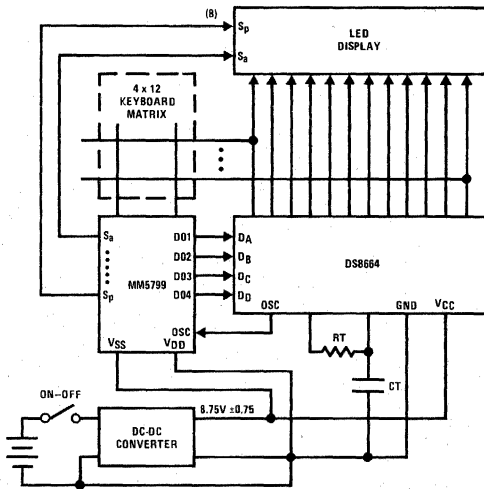 (8)
Sp
LED
DISPLAY
Sa
4 x 12
KEYBOARD
MATRIX
Sa
DO1
DA
DO2
DB
DS8664
MM5799
DO3
DC
Sp
DO4
DD
OSC
GND
VCC
OSC
VSS
VDD
RT
CT
ON-OFF
8.75V ±0.75
DC-DC
CONVERTER